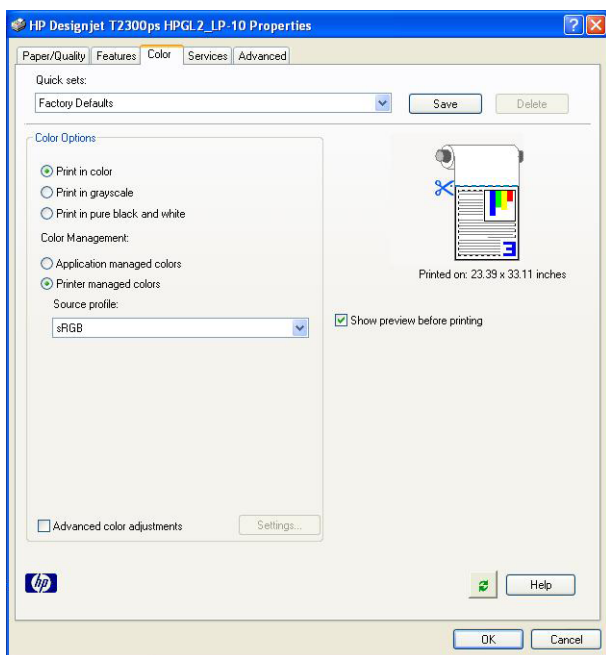 HP Designjet T2300ps HPGL2_LP-10 Properties
Paper/Quality Features Color Services Advanced
Quick sets:
Factory Defaults
Save Delete
Color Options
Print in color
Print in grayscale
Print in pure black and white
Color Management:
Application managed colors
Printer managed colors
Source profile:
sRGB
3
Printed on: 23.39 x 33.11 inches
Show preview before printing
Advanced color adjustments Settings...
hp
Help
OK Cancel